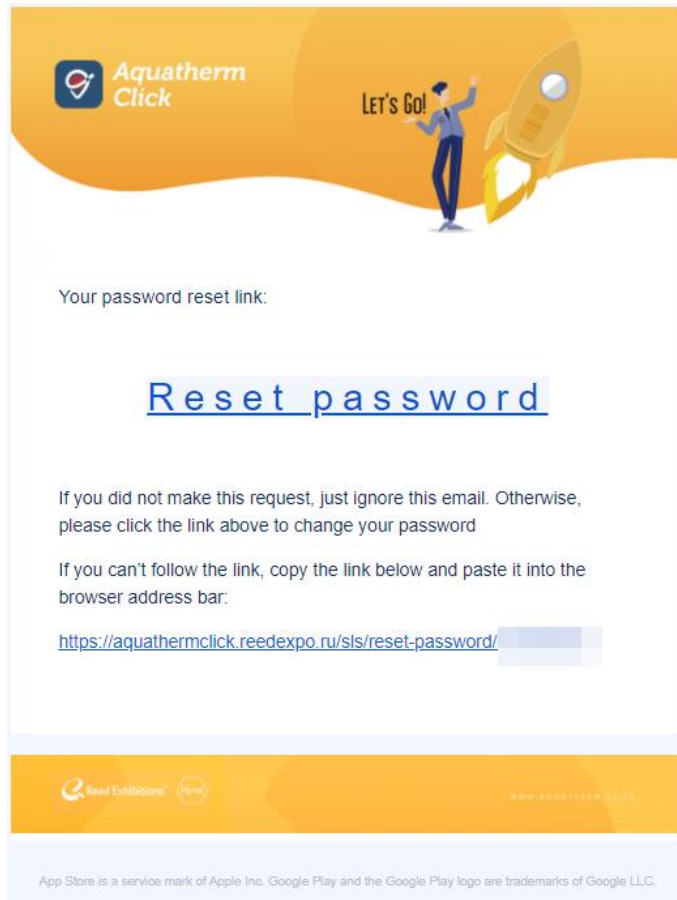 Aquatherm
Click
LET'S GO!
Your password reset link:
Reset password
If you did not make this request, just ignore this email. Otherwise,
please click the link above to change your password
If you can't follow the link, copy the link below and paste it into the
browser address bar:
https://aquathermclick.reedexpo.ru/sls/reset-password/
Reed Exhibitions
App Store is a service mark of Apple Inc. Google Play and the Google Play logo are trademarks of Google LLC.